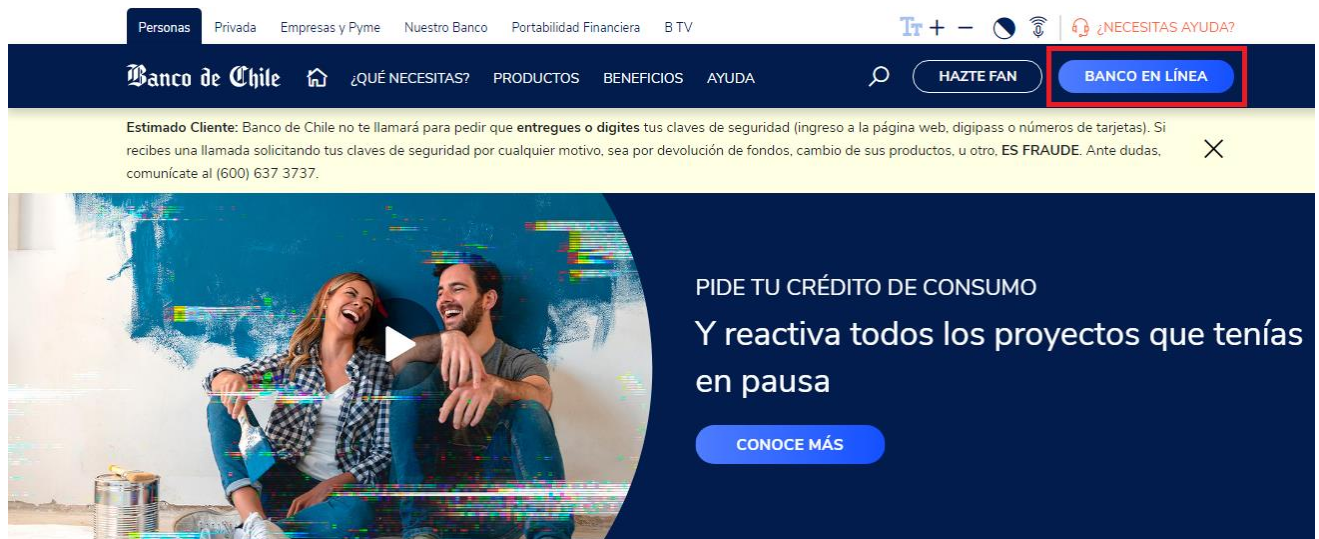 Personas Privada Empresas y Pyme Nuestro Banco Portabilidad Financiera B TV TT + − ¿NECESITAS AYUDA?
Banco de Chile ¿QUÉ NECESITAS? PRODUCTOS BENEFICIOS AYUDA HAZTE FAN BANCO EN LÍNEA
Estimado Cliente: Banco de Chile no te llamará para pedir que entregues o digites tus claves de seguridad (ingreso a la página web, digipass o números de tarjetas). Si
recibes una llamada solicitando tus claves de seguridad por cualquier motivo, sea por devolución de fondos, cambio de sus productos, u otro, ES FRAUDE. Ante dudas,
comunícate al (600) 637 3737.
PIDE TU CRÉDITO DE CONSUMO
Y reactiva todos los proyectos que tenías
en pausa
CONOCE MÁS